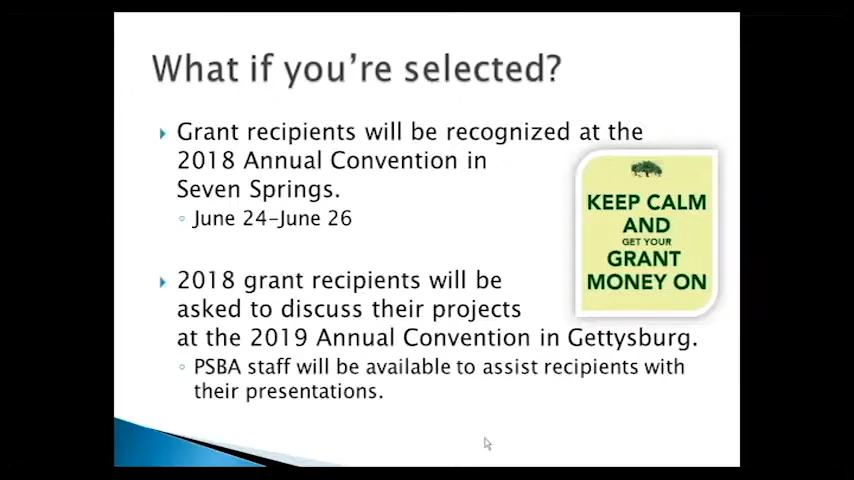 What if you're selected?
Grant recipients will be recognized at the
2018 Annual Convention in
Seven Springs.
June 24-June 26
KEEP CALM
AND
GET YOUR
GRANT
MONEY ON
2018 grant recipients will be
asked to discuss their projects
at the 2019 Annual Convention in Gettysburg.
PSBA staff will be available to assist recipients with
their presentations.